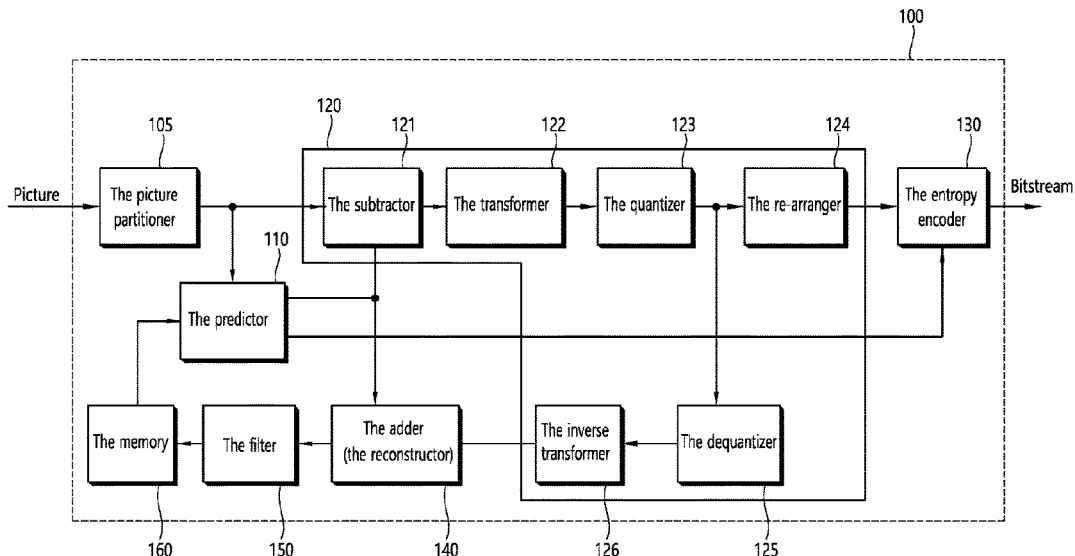 100
120
105
121
122
123
124
130
Picture
The picture
partitioner
The subtractor
The transformer
The quantizer
The re-arranger
The entropy
encoder
Bitstream
110
The predictor
The memory
The filter
The adder
(the reconstructor)
The inverse
transformer
The dequantizer
160
150
140
126
125